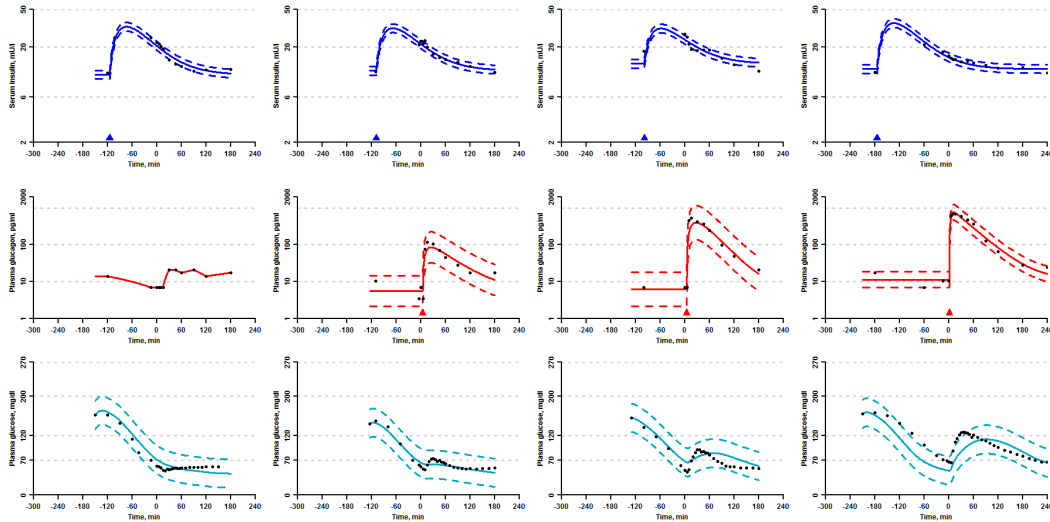 50 50 50 50
Serum insulin, mU/l Serum insulin, mU/l Serum insulin, mU/l Serum insulin, mU/l
20 20 20 20
6 6 6 6
2 2 2 2
-300 -240 -180 -120 -60 0 60 120 180 240 -300 -240 -180 -120 -60 0 60 120 180 240 -300 -240 -180 -120 -60 0 60 120 180 240 -300 -240 -180 -120 -60 0 60 120 180 240
Time, min Time, min Time, min Time, min
2000 2000 2000 2000
Plasma glucagon, pg/ml Plasma glucagon, pg/ml Plasma glucagon, pg/ml Plasma glucagon, pg/ml
100 100 100 100
10 10 10 10
1 1 1 1
-300 -240 -180 -120 -60 0 60 120 180 240 -300 -240 -180 -120 -60 0 60 120 180 240 -300 -240 -180 -120 -60 0 60 120 180 240 -300 -240 -180 -120 -60 0 60 120 180 240
Time, min Time, min Time, min Time, min
270 270 270 270
Plasma glucose, mg/dl Plasma glucose, mg/dl Plasma glucose, mg/dl Plasma glucose, mg/dl
200 200 200 200
120 120 120 120
70 70 70 70
0 0 0 0
-300 -240 -180 -120 -60 0 60 120 180 240 -300 -240 -180 -120 -60 0 60 120 180 240 -300 -240 -180 -120 -60 0 60 120 180 240 -300 -240 -180 -120 -60 0 60 120 180 240
Time, min Time, min Time, min Time, min